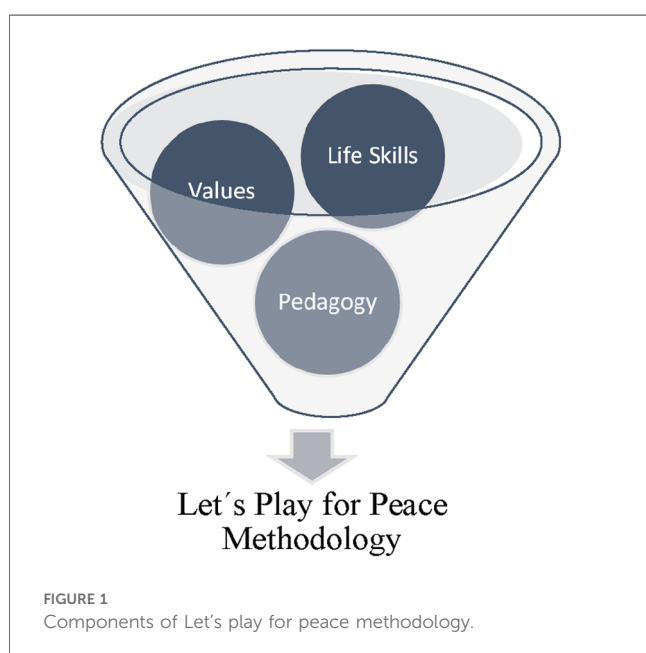 Life Skills
Values
Pedagogy
Let´s Play for Peace
Methodology
FIGURE 1
Components of Let's play for peace methodology.